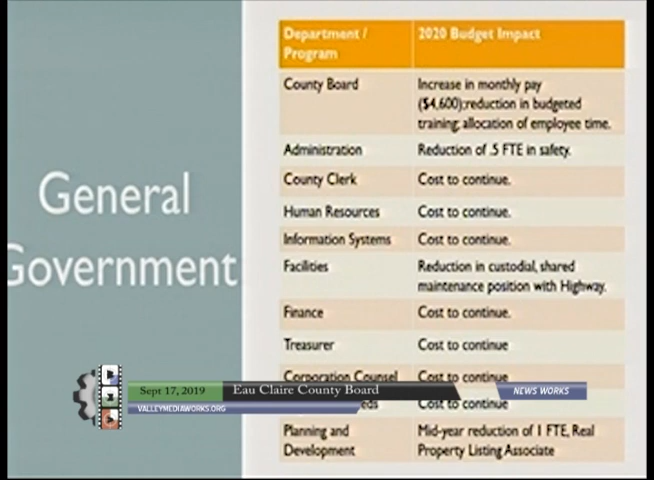 General
Government
Department / 2020 Budget Impact
Program
County Board Increase in monthly pay
($4,600);reduction in budgeted
training; allocation of employee time.
Administration Reduction of .5 FTE in safety.
County Clerk Cost to continue.
Human Resources Cost to continue.
Information Systems Cost to continue.
Facilities Reduction in custodial, shared
maintenance position with Highway.
Finance Cost to continue.
Treasurer Cost to continue
Corporation Counsel Cost to continue
eds Cost to continue
Planning and Mid-year reduction of 1 FTE, Real
Development Property Listing Associate
Sept 17, 2019 Eau Claire County Board NEWS WORKS
VALLEYMEDIAWORKS.ORG